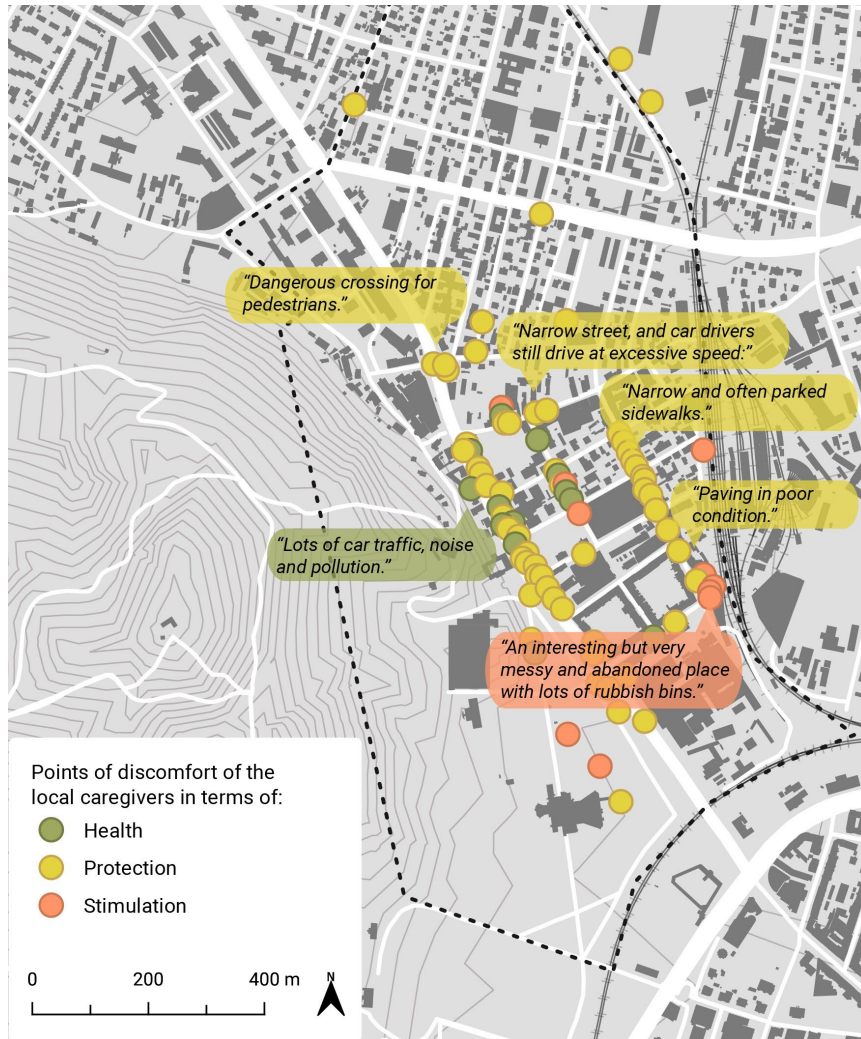 “Dangerous crossing for
pedestrians.”
“Narrow street, and car drivers
still drive at excessive speed:”
“Narrow and often parked
sidewalks.”
“Paving in poor
condition.”
“Lots of car traffic, noise
and pollution.”
“An interesting but very
messy and abandoned place
with lots of rubbish bins.”
Points of discomfort of the
local caregivers in terms of:
Health
Protection
Stimulation
0 200 400 m
N